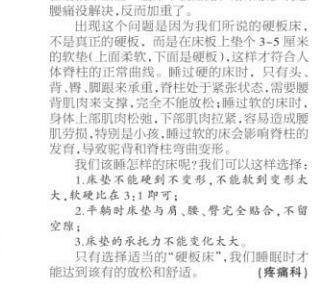 腰痛没解决,反而加重了。
出现这个问题是因为我们所说的硬板床,
不是真正的硬板, 而是在床板上垫个3-5厘米
的软垫(上面柔软,下面是硬板),这样才符合人
体脊柱的正常曲线。睡过硬的床时, 只有头、
背、臀、脚跟来承重,脊柱处于紧张状态,需要腰
背肌肉来支撑,完全不能放松;睡过软的床时,
身体上部肌肉松弛,下部肌肉拉紧,容易造成腰
肌劳损,特别是小孩,睡过软的床会影响脊柱的
发育,导致驼背和脊柱弯曲变形。
我们该睡怎样的床呢?我们可以这样选择:
1.床垫不能硬到不变形,不能软到变形太
大,软硬比在3:1即可;
2.平躺时床垫与肩、腰、臀完全贴合,不留
空隙;
3.床垫的承托力不能变化太大。
只有选择适当的“硬板床”,我们睡眠时才
能达到该有的放松和舒适。 (疼痛科)